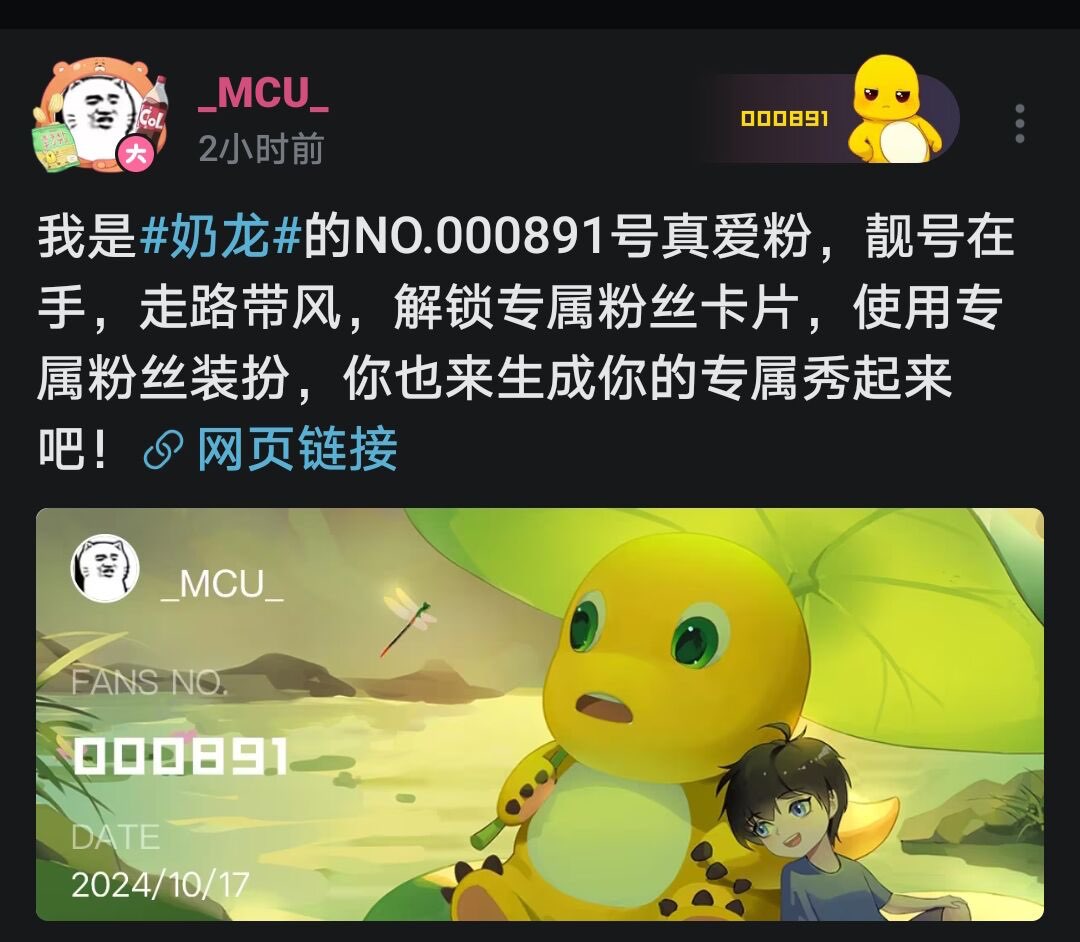 _MCU_
2小时前
000891
CoL
大
我是#奶龙#的NO.000891号真爱粉，靓号在
手，走路带风，解锁专属粉丝卡片，使用专
属粉丝装扮，你也来生成你的专属秀起来
吧！ 网页链接
_MCU_
FANS NO.
000891
DATE
2024/10/17